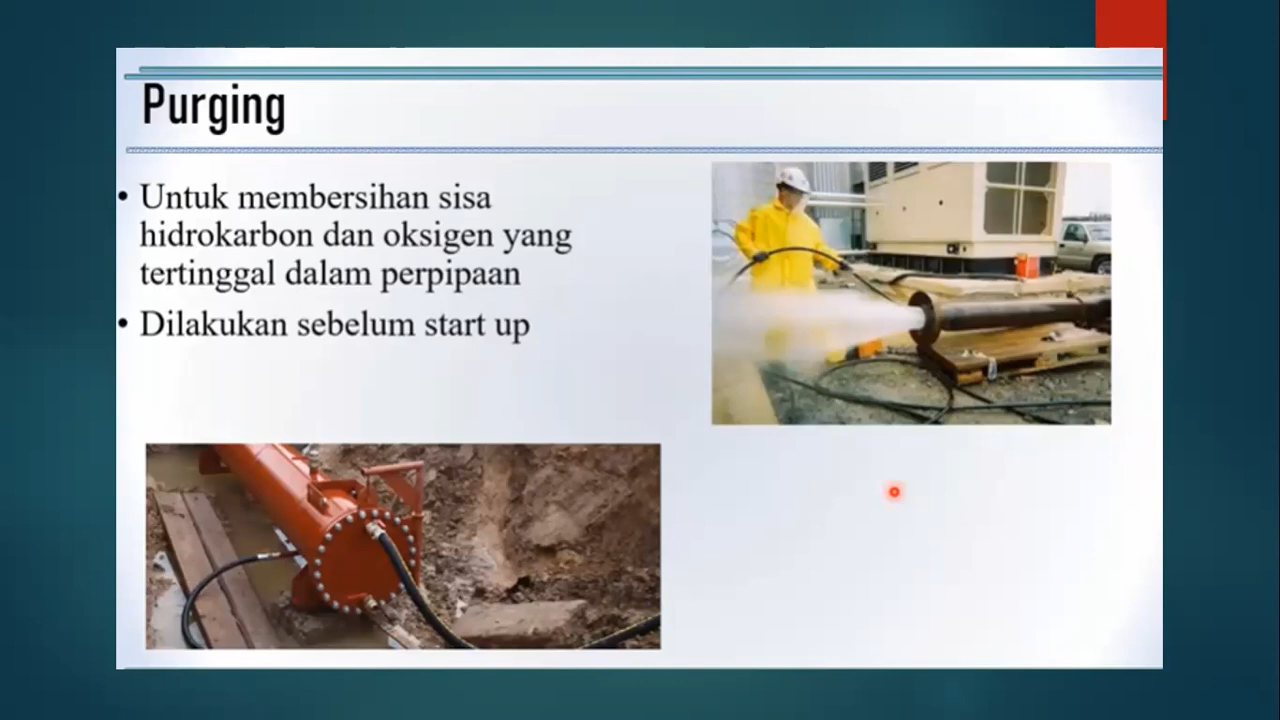 Purging
• Untuk membersihan sisa
hidrokarbon dan oksigen yang
tertinggal dalam perpipaan
• Dilakukan sebelum start up